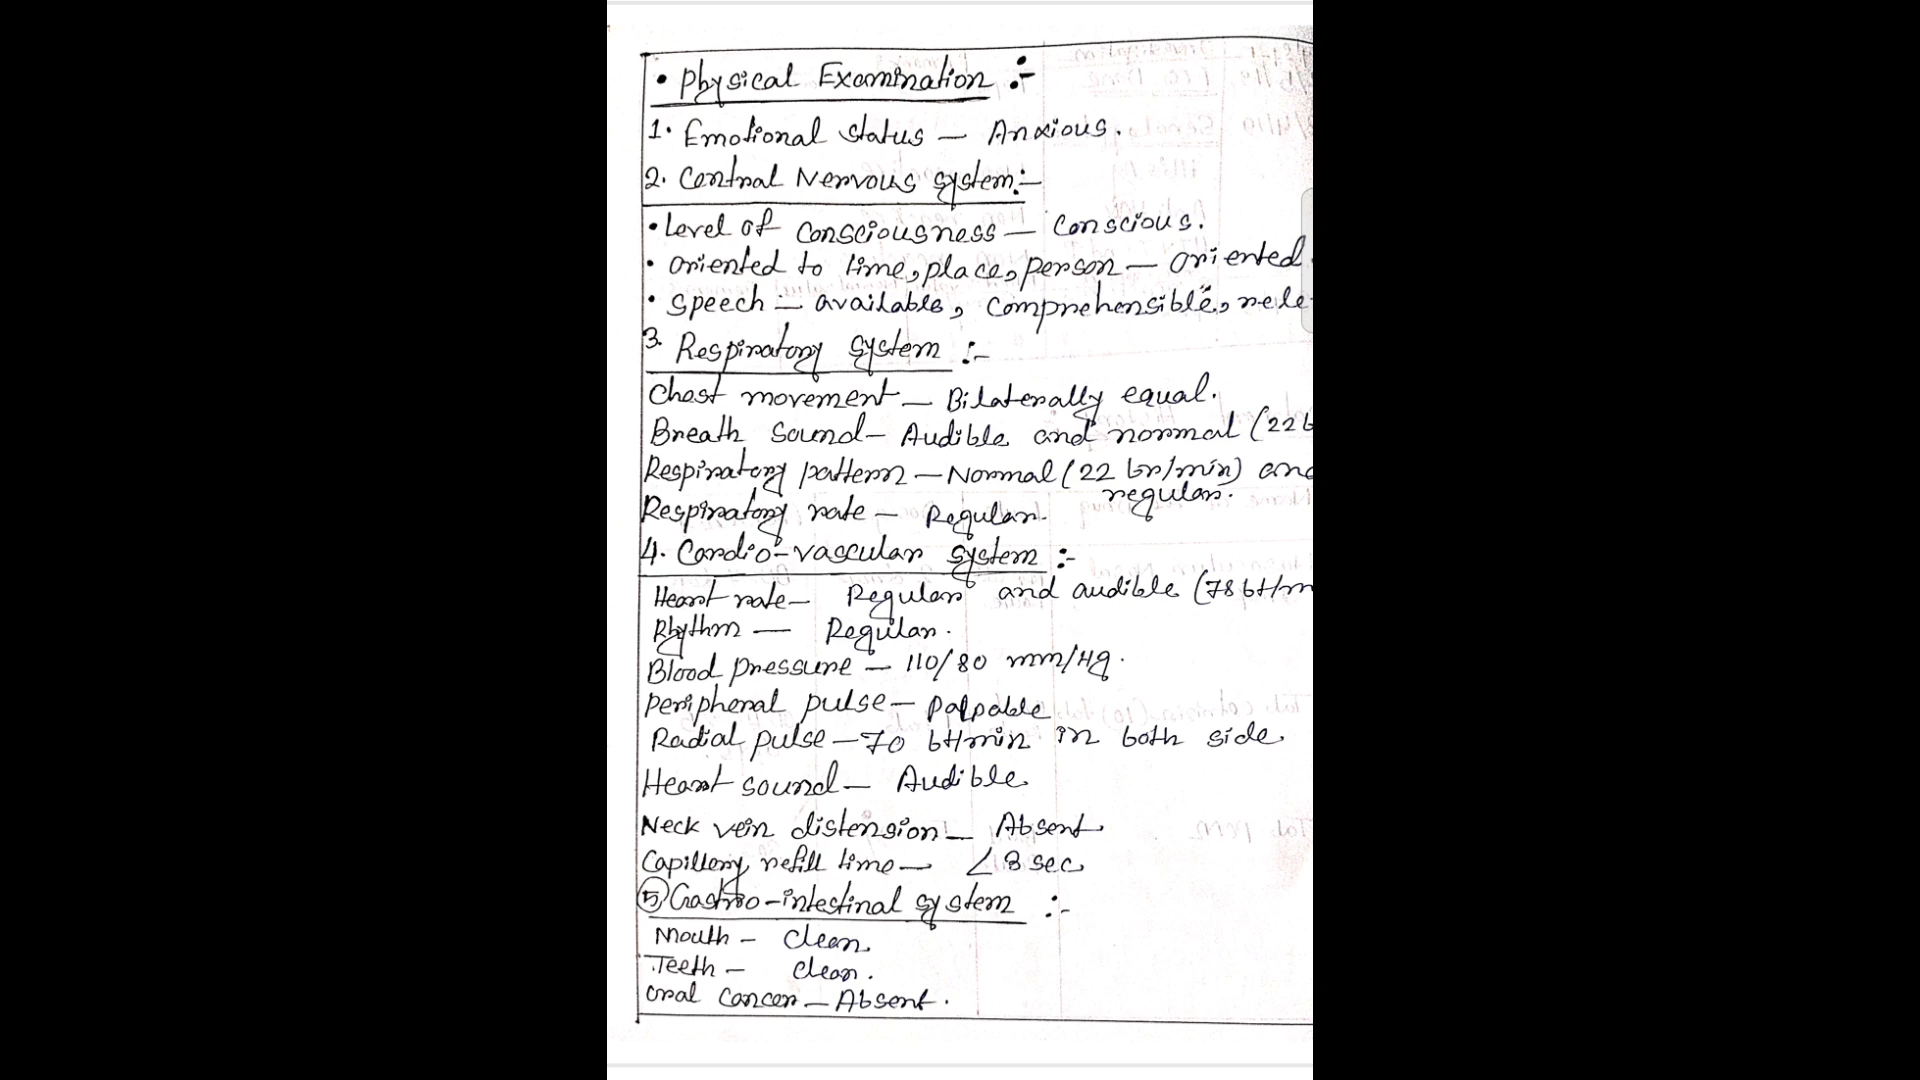 • Physical Examination :-
1. Emotional status — Anxious.
2. Central Nervous system:-
• Level of consciousness — conscious.
• oriented to time, place, person — oriented
• speech — available, comprehensible, rele
3. Respiratory system :-
Chest movement — Bilaterally equal.
Breath sound — Audible and normal (22 b
Respiratory pattern — Normal (22 br/min) and
regular.
Respiratory rate — Regular.
4. Cardio-vascular system :-
Heart rate — Regular and audible (78 bt/m
Rhythm — Regular.
Blood pressure — 110/80 mm/Hg.
Peripheral pulse — palpable
Radial pulse — 70 bt/min in both side
Heart sound — Audible
Neck vein distension — Absent
Capillary refill time — <3 sec
5 Gastro-intestinal system :-
Mouth — clean
Teeth — clean.
oral cancer — Absent.